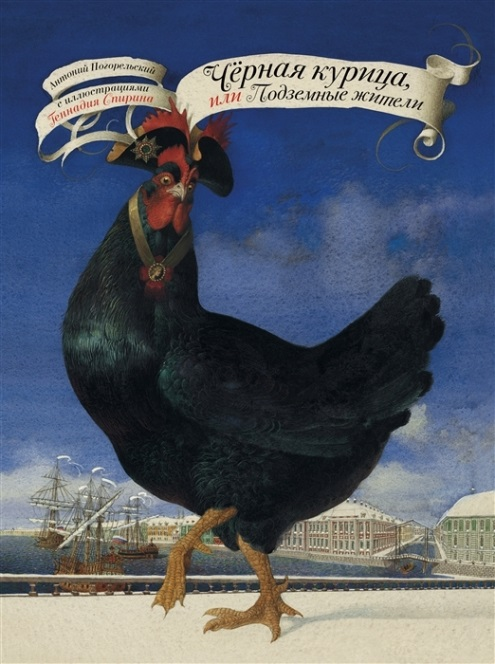 Антоний Погорельский
с иллюстрациями
Геннадия Спирина
Чёрная курица,
или Подземные жители